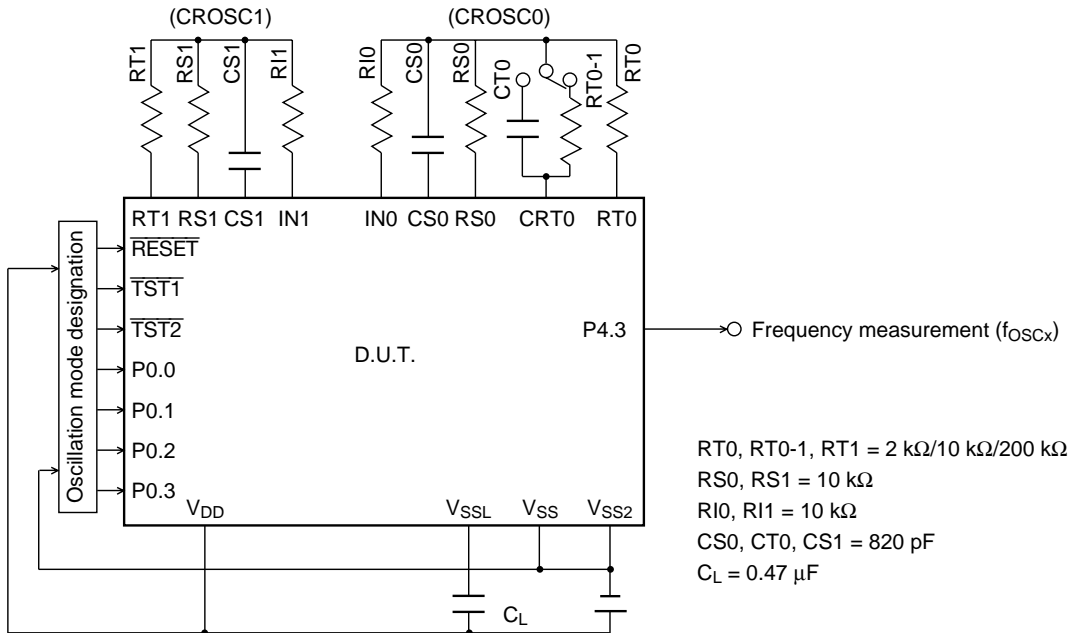 (CROSC1)
(CROSC0)
RT1
RS1
CS1
RI1
RI0
CS0
RS0
CT0
RT0-1
RT0
RT1 RS1 CS1 IN1 IN0 CS0 RS0 CRT0 RT0
Oscillation mode designation
RESET
TST1
TST2
P0.0
P0.1
P0.2
P0.3
D.U.T.
P4.3
Frequency measurement (fOSCx)
VDD VSSL VSS VSS2
CL
RT0, RT0-1, RT1 = 2 kΩ/10 kΩ/200 kΩ
RS0, RS1 = 10 kΩ
RI0, RI1 = 10 kΩ
CS0, CT0, CS1 = 820 pF
CL = 0.47 μF